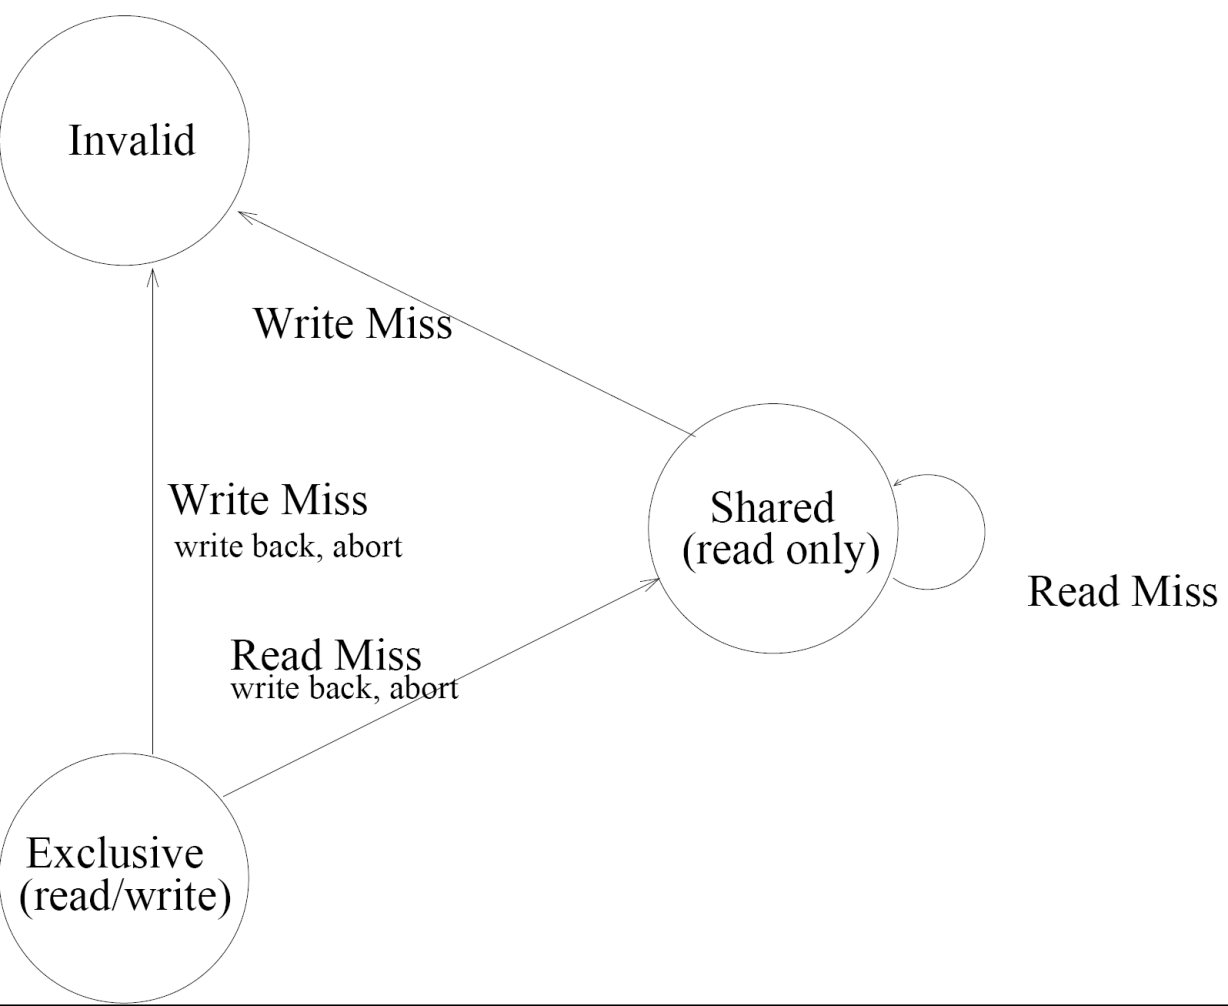 Invalid
Write Miss
Write Miss
write back, abort
Shared
(read only)
Read Miss
Read Miss
write back, abort
Exclusive
(read/write)